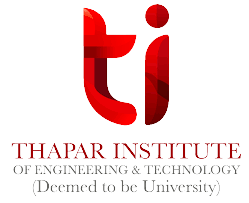 ti
THAPAR INSTITUTE
OF ENGINEERING & TECHNOLOGY
(Deemed to be University)